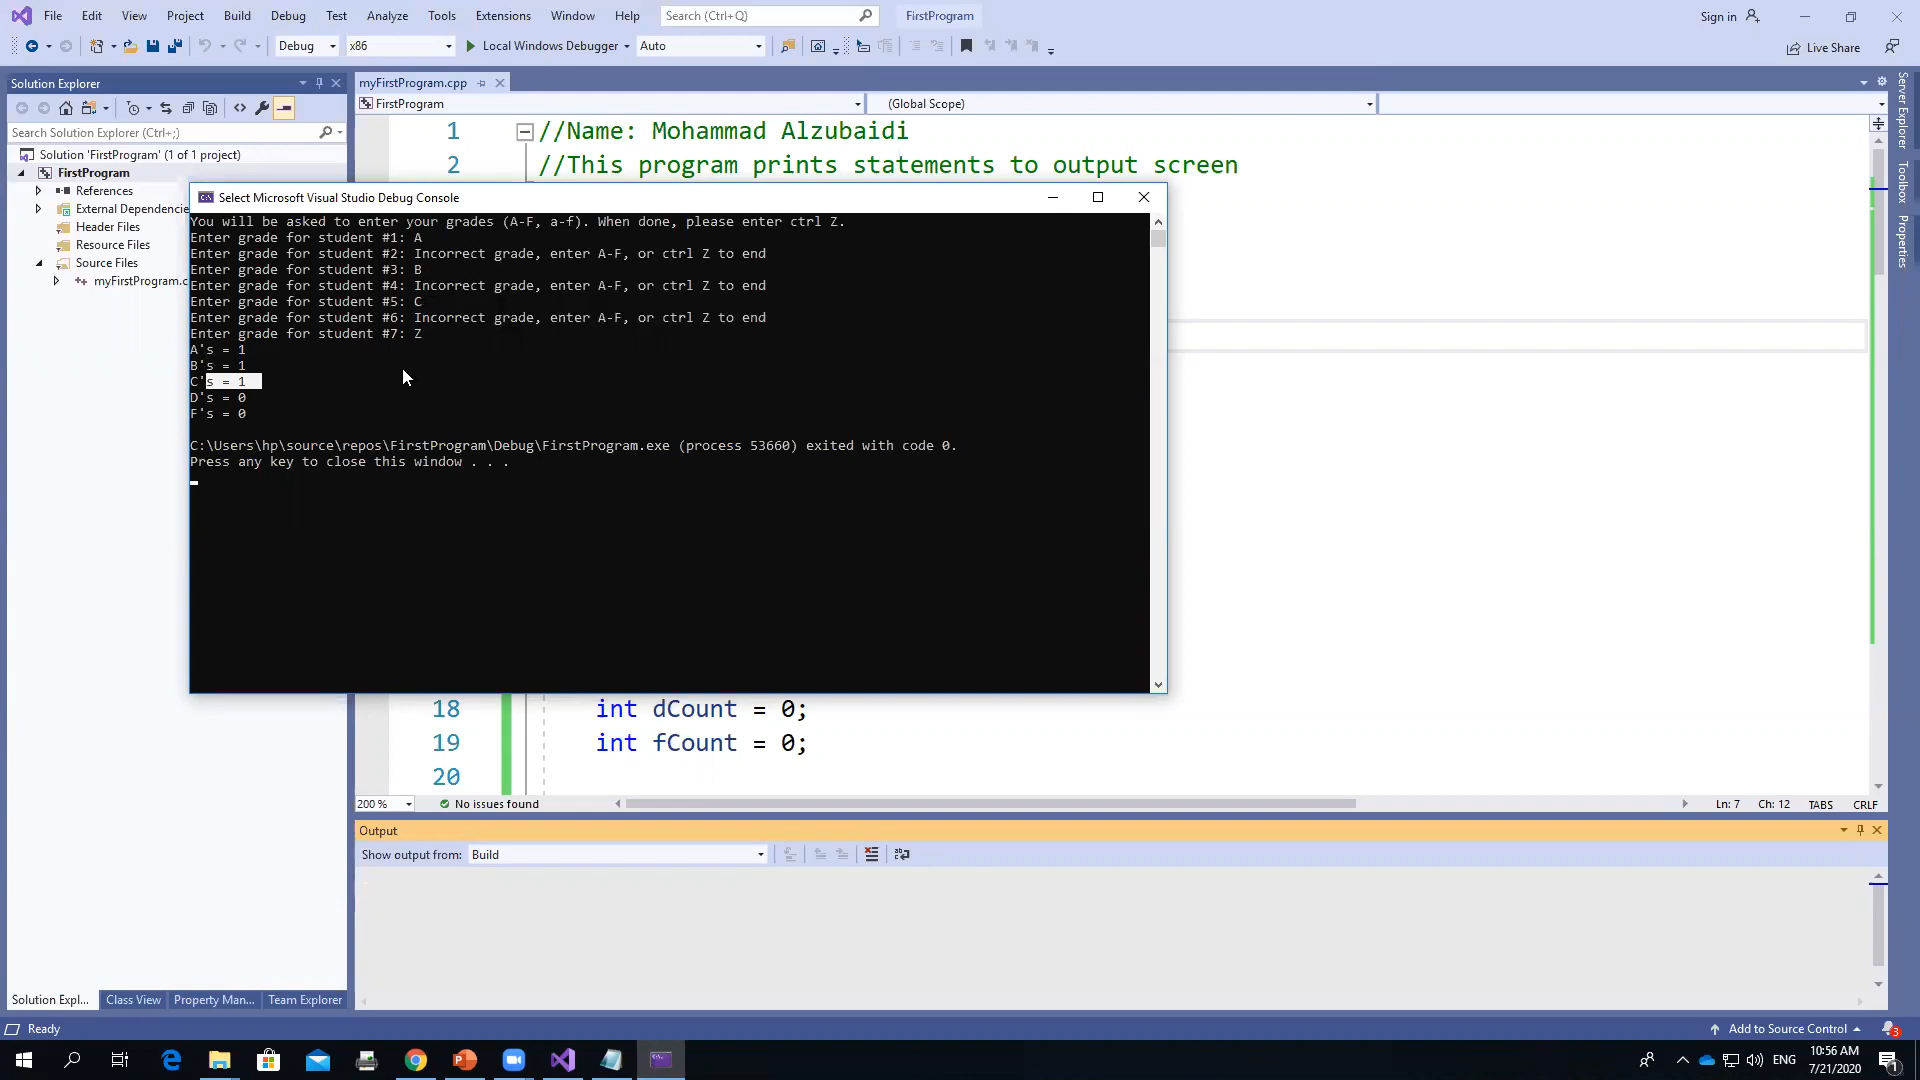 File Edit View Project Build Debug Test Analyze Tools Extensions Window Help Search (Ctrl+Q) FirstProgram Sign in
Debug x86 Local Windows Debugger Auto Live Share
Solution Explorer
Search Solution Explorer (Ctrl+;)
Solution 'FirstProgram' (1 of 1 project)
FirstProgram
References
External Dependencie
Header Files
Resource Files
Source Files
myFirstProgram.c
Solution Expl... Class View Property Man... Team Explorer
myFirstProgram.cpp
FirstProgram (Global Scope)
1 //Name: Mohammad Alzubaidi
2 //This program prints statements to output screen
Select Microsoft Visual Studio Debug Console
You will be asked to enter your grades (A-F, a-f). When done, please enter ctrl Z.
Enter grade for student #1: A
Enter grade for student #2: Incorrect grade, enter A-F, or ctrl Z to end
Enter grade for student #3: B
Enter grade for student #4: Incorrect grade, enter A-F, or ctrl Z to end
Enter grade for student #5: C
Enter grade for student #6: Incorrect grade, enter A-F, or ctrl Z to end
Enter grade for student #7: Z
A's = 1
B's = 1
C's = 1
D's = 0
F's = 0
C:\Users\hp\source\repos\FirstProgram\Debug\FirstProgram.exe (process 53660) exited with code 0.
Press any key to close this window . . .
18 int dCount = 0;
19 int fCount = 0;
20
200 % No issues found Ln: 7 Ch: 12 TABS CRLF
Output
Show output from: Build
Server Explorer
Toolbox
Properties
Ready Add to Source Control 3
ENG 10:56 AM
7/21/2020 1